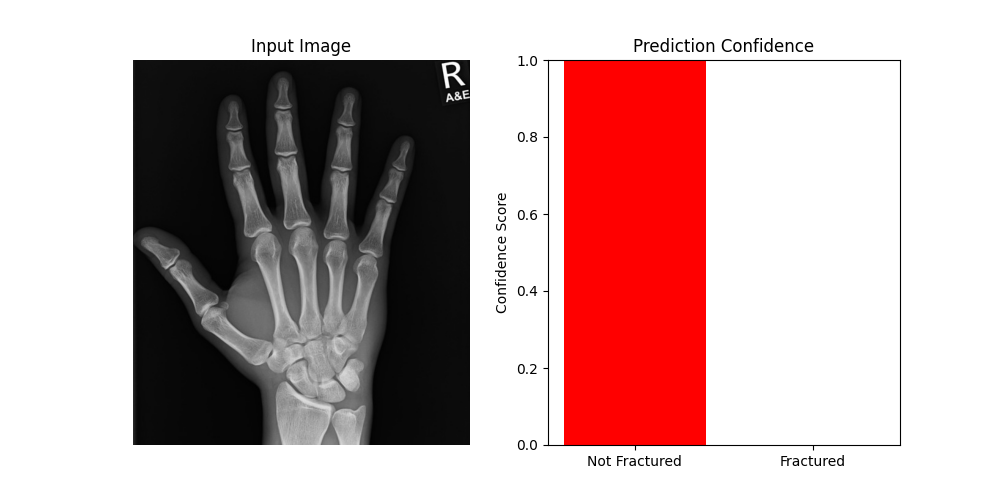 Input Image
R
A&E
Prediction Confidence
Confidence Score
1.0
0.8
0.6
0.4
0.2
0.0
Not Fractured
Fractured